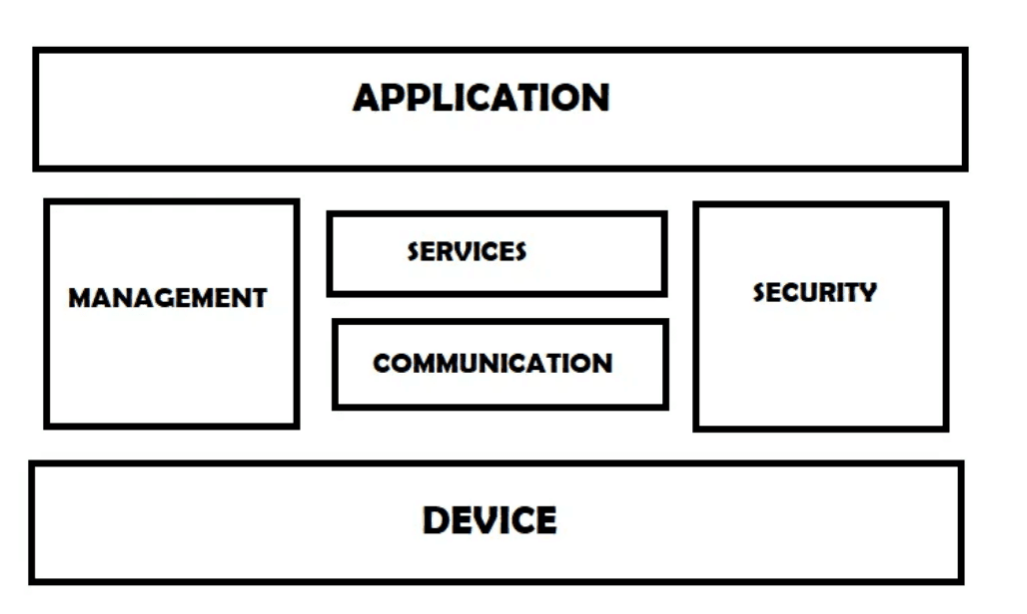 APPLICATION
MANAGEMENT
SERVICES
COMMUNICATION
SECURITY
DEVICE